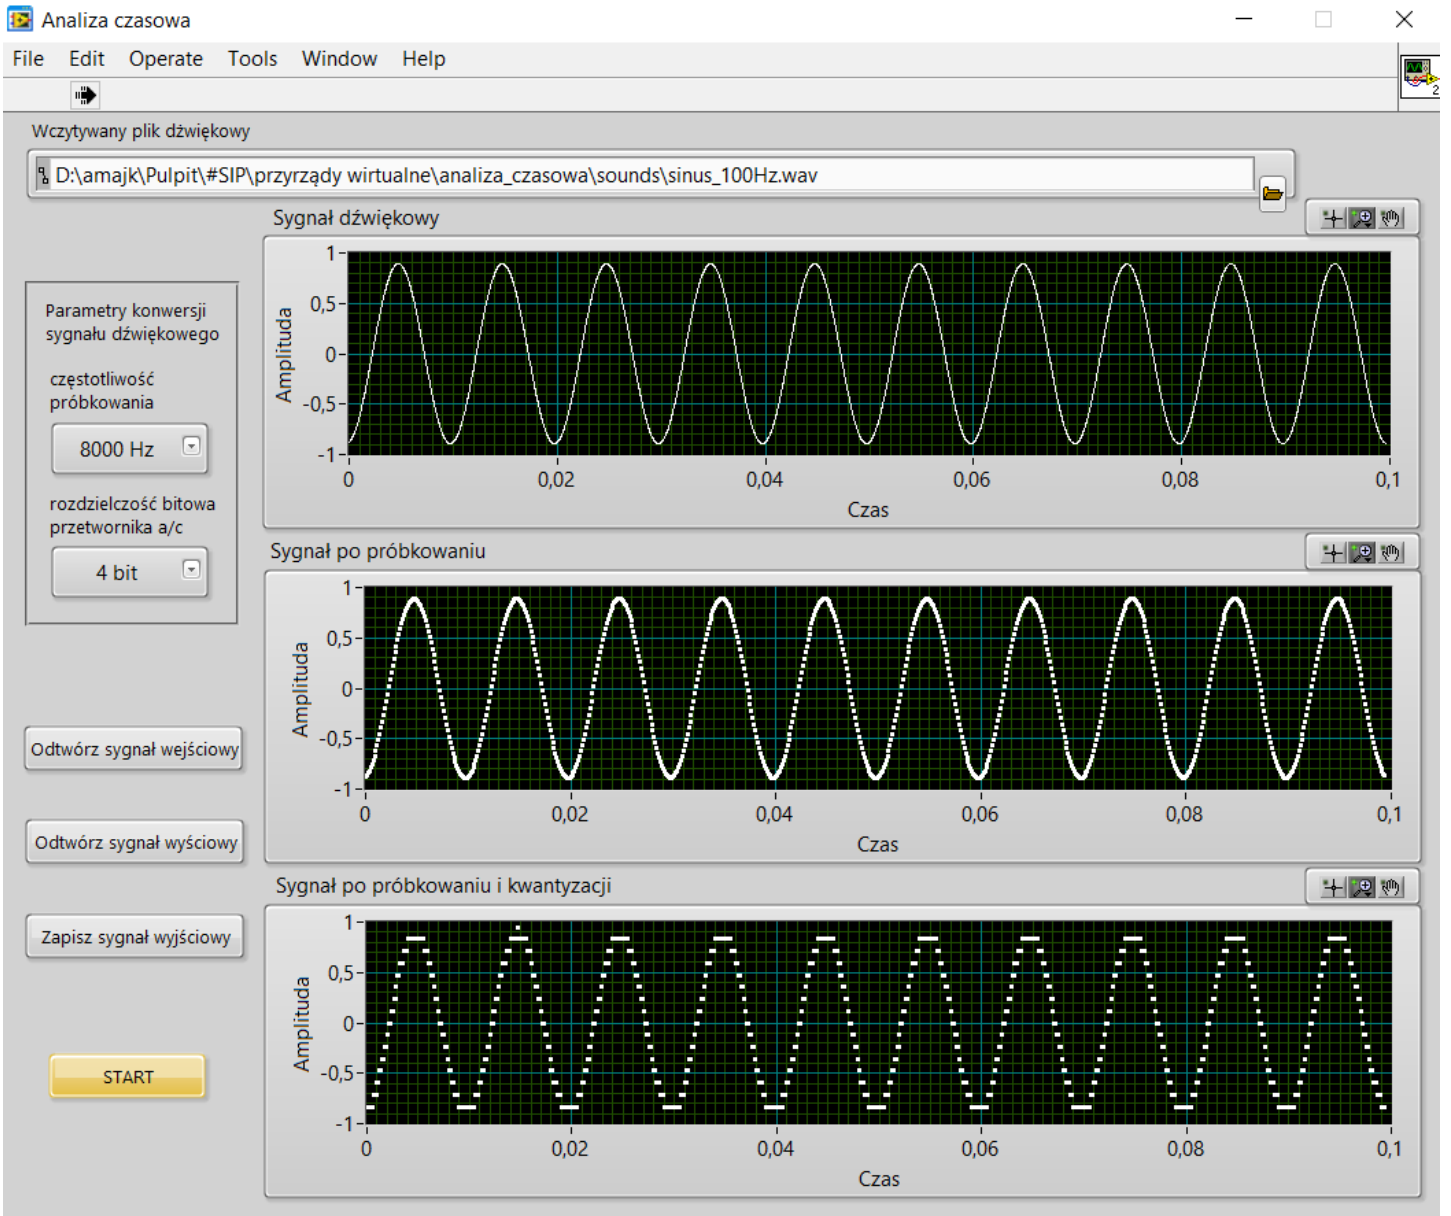 Analiza czasowa
File Edit Operate Tools Window Help
2
Wczytywany plik dźwiękowy
D:\amajk\Pulpit\#SIP\przyrządy wirtualne\analiza_czasowa\sounds\sinus_100Hz.wav
Sygnał dźwiękowy
Parametry konwersji
sygnału dźwiękowego
częstotliwość
próbkowania
8000 Hz
rozdzielczość bitowa
przetwornika a/c
4 bit
Amplituda
1
0,5
0
-0,5
-1
0 0,02 0,04 0,06 0,08 0,1
Czas
Sygnał po próbkowaniu
Amplituda
1
0,5
0
-0,5
-1
0 0,02 0,04 0,06 0,08 0,1
Czas
Odtwórz sygnał wejściowy
Odtwórz sygnał wyściowy
Zapisz sygnał wyjściowy
START
Sygnał po próbkowaniu i kwantyzacji
Amplituda
1
0,5
0
-0,5
-1
0 0,02 0,04 0,06 0,08 0,1
Czas